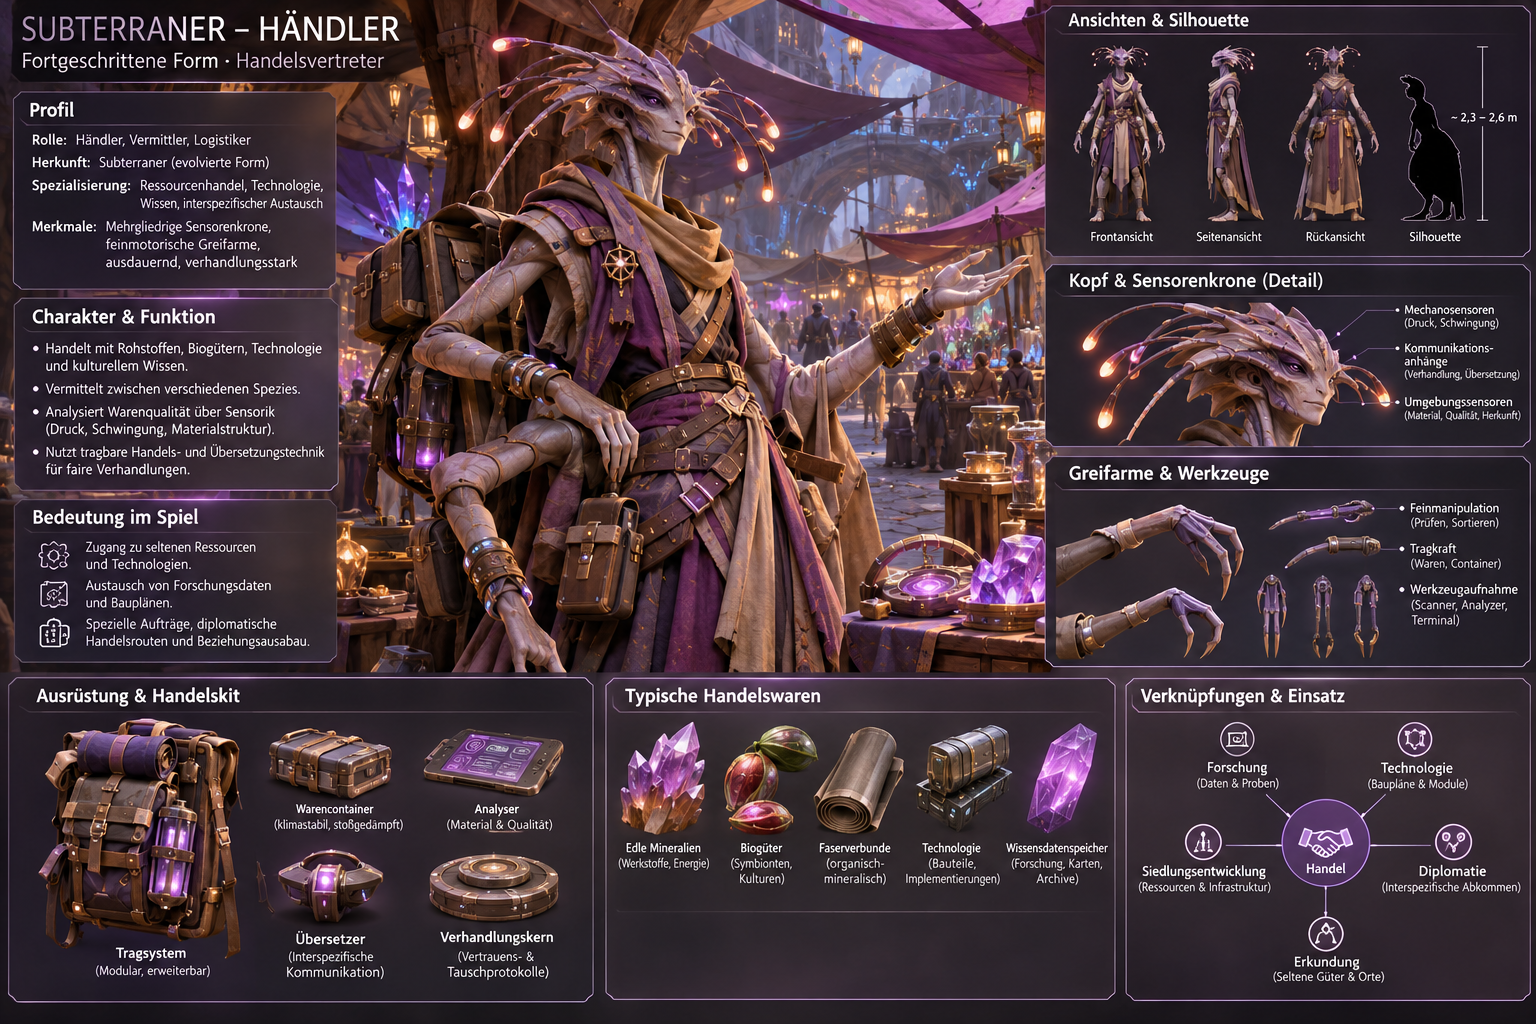 SUBTERRANER – HÄNDLER
Fortgeschrittene Form · Handelsvertreter
Profil
Rolle: Händler, Vermittler, Logistiker
Herkunft: Subterraner (evolvierte Form)
Spezialisierung: Ressourcenhandel, Technologie,
Wissen, interspezifischer Austausch
Merkmale: Mehrgliedrige Sensorenkrone,
feinmotorische Greifarme,
ausdauernd, verhandlungsstark
Charakter & Funktion
• Handelt mit Rohstoffen, Biogütern, Technologie
und kulturellem Wissen.
• Vermittelt zwischen verschiedenen Spezies.
• Analysiert Warenqualität über Sensorik
(Druck, Schwingung, Materialstruktur).
• Nutzt tragbare Handels- und Übersetzungstechnik
für faire Verhandlungen.
Bedeutung im Spiel
Zugang zu seltenen Ressourcen
und Technologien.
Austausch von Forschungsdaten
und Bauplänen.
Spezielle Aufträge, diplomatische
Handelsrouten und Beziehungsausabau.
Ansichten & Silhouette
~ 2,3 – 2,6 m
Frontansicht
Seitenansicht
Rückansicht
Silhouette
Kopf & Sensorenkrone (Detail)
• Mechanosensoren
(Druck, Schwingung)
• Kommunikations-
anhänge
(Verhandlung, Übersetzung)
• Umgebungssensoren
(Material, Qualität, Herkunft)
Greifarme & Werkzeuge
• Feinmanipulation
(Prüfen, Sortieren)
• Tragkraft
(Waren, Container)
• Werkzeugaufnahme
(Scanner, Analyzer,
Terminal)
Ausrüstung & Handelskit
Tragsystem
(Modular, erweiterbar)
Warencontainer
(klimastabil, stoßgedämpft)
Analyser
(Material & Qualität)
Übersetzer
(Interspezifische
Kommunikation)
Verhandlungskern
(Vertrauens- &
Tauschprotokolle)
Typische Handelswaren
Edle Mineralien
(Werkstoffe, Energie)
Biogüter
(Symbionten,
Kulturen)
Faserverbunde
(organisch-
mineralisch)
Technologie
(Bauteile,
Implementierungen)
Wissensdatenspeicher
(Forschung, Karten,
Archive)
Verknüpfungen & Einsatz
Forschung
(Daten & Proben)
Technologie
(Baupläne & Module)
Siedlungsentwicklung
(Ressourcen & Infrastruktur)
Handel
Diplomatie
(Interspezifische Abkommen)
Erkundung
(Seltene Güter & Orte)